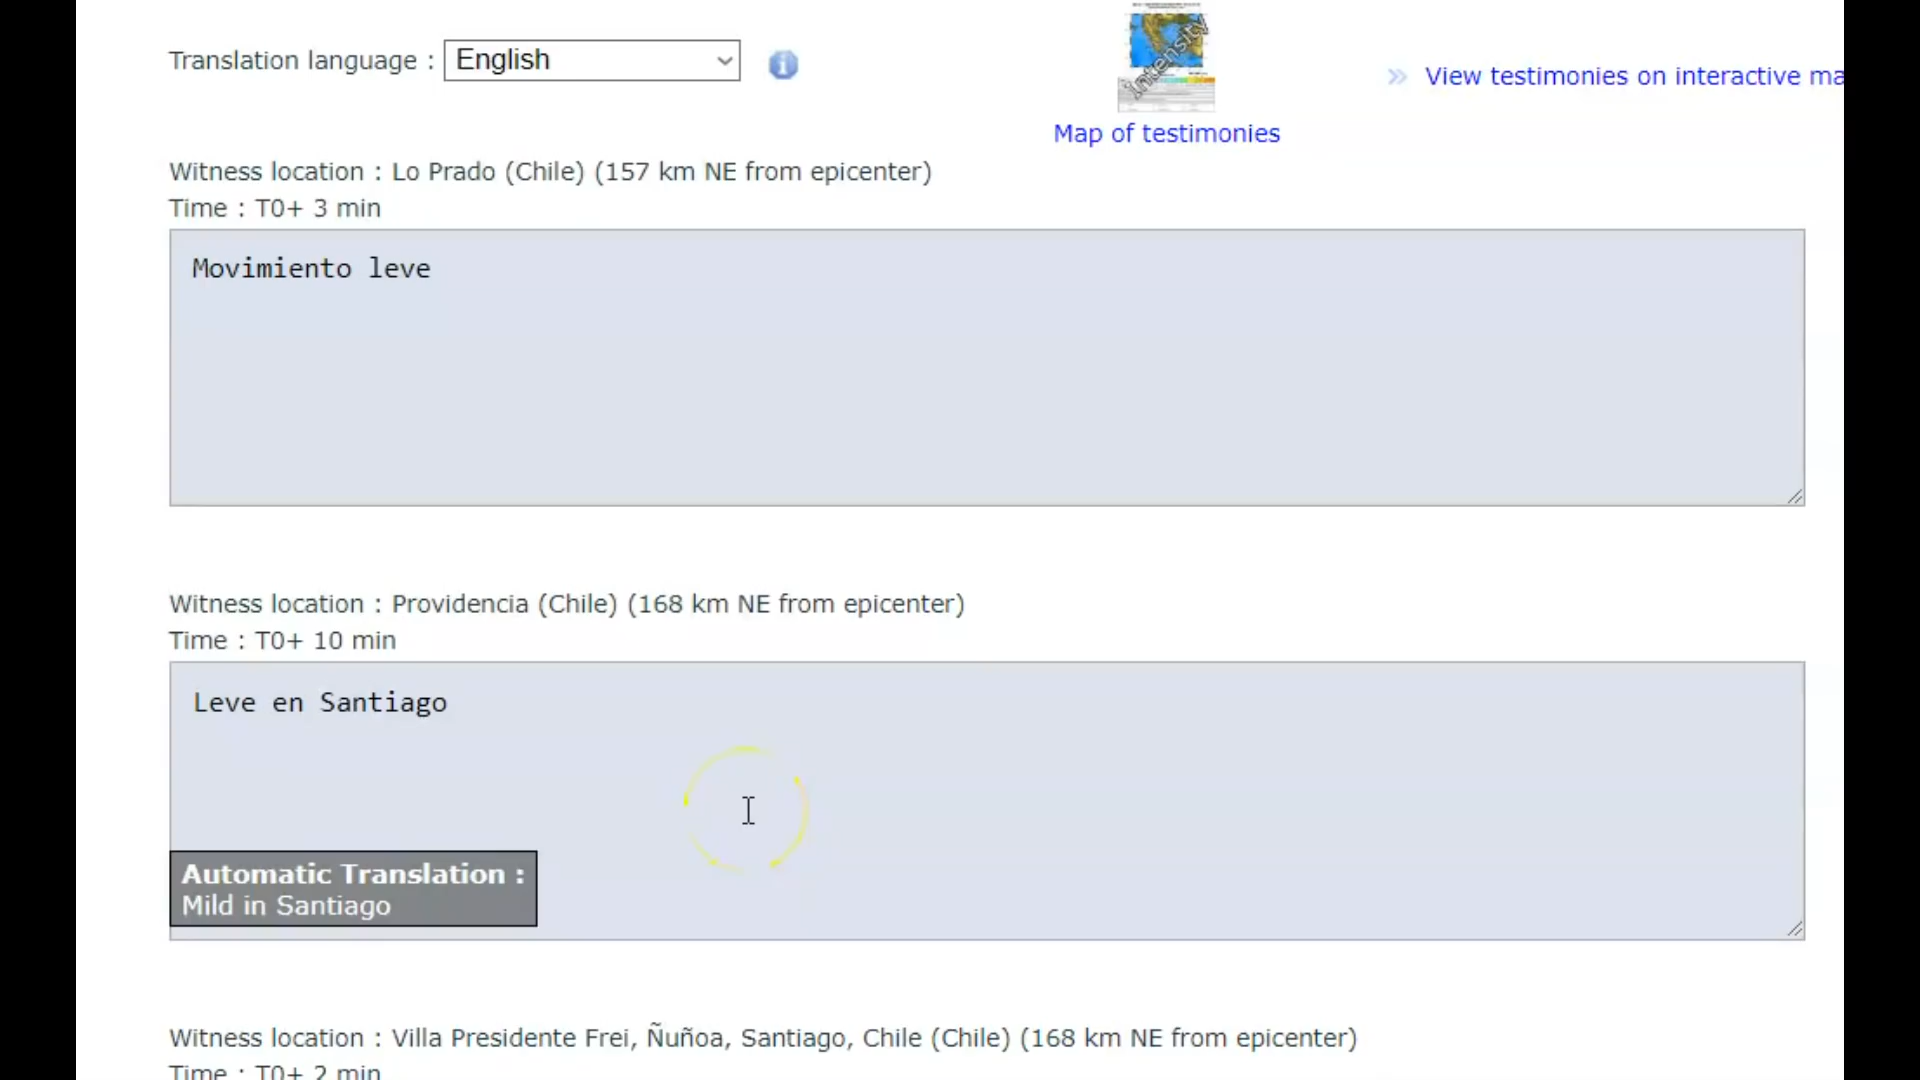 Translation language : English
intensity
Map of testimonies
View testimonies on interactive ma
Witness location : Lo Prado (Chile) (157 km NE from epicenter)
Time : T0+ 3 min
Movimiento leve
Witness location : Providencia (Chile) (168 km NE from epicenter)
Time : T0+ 10 min
Leve en Santiago
Automatic Translation :
Mild in Santiago
Witness location : Villa Presidente Frei, Ñuñoa, Santiago, Chile (Chile) (168 km NE from epicenter)
Time : T0+ 2 min